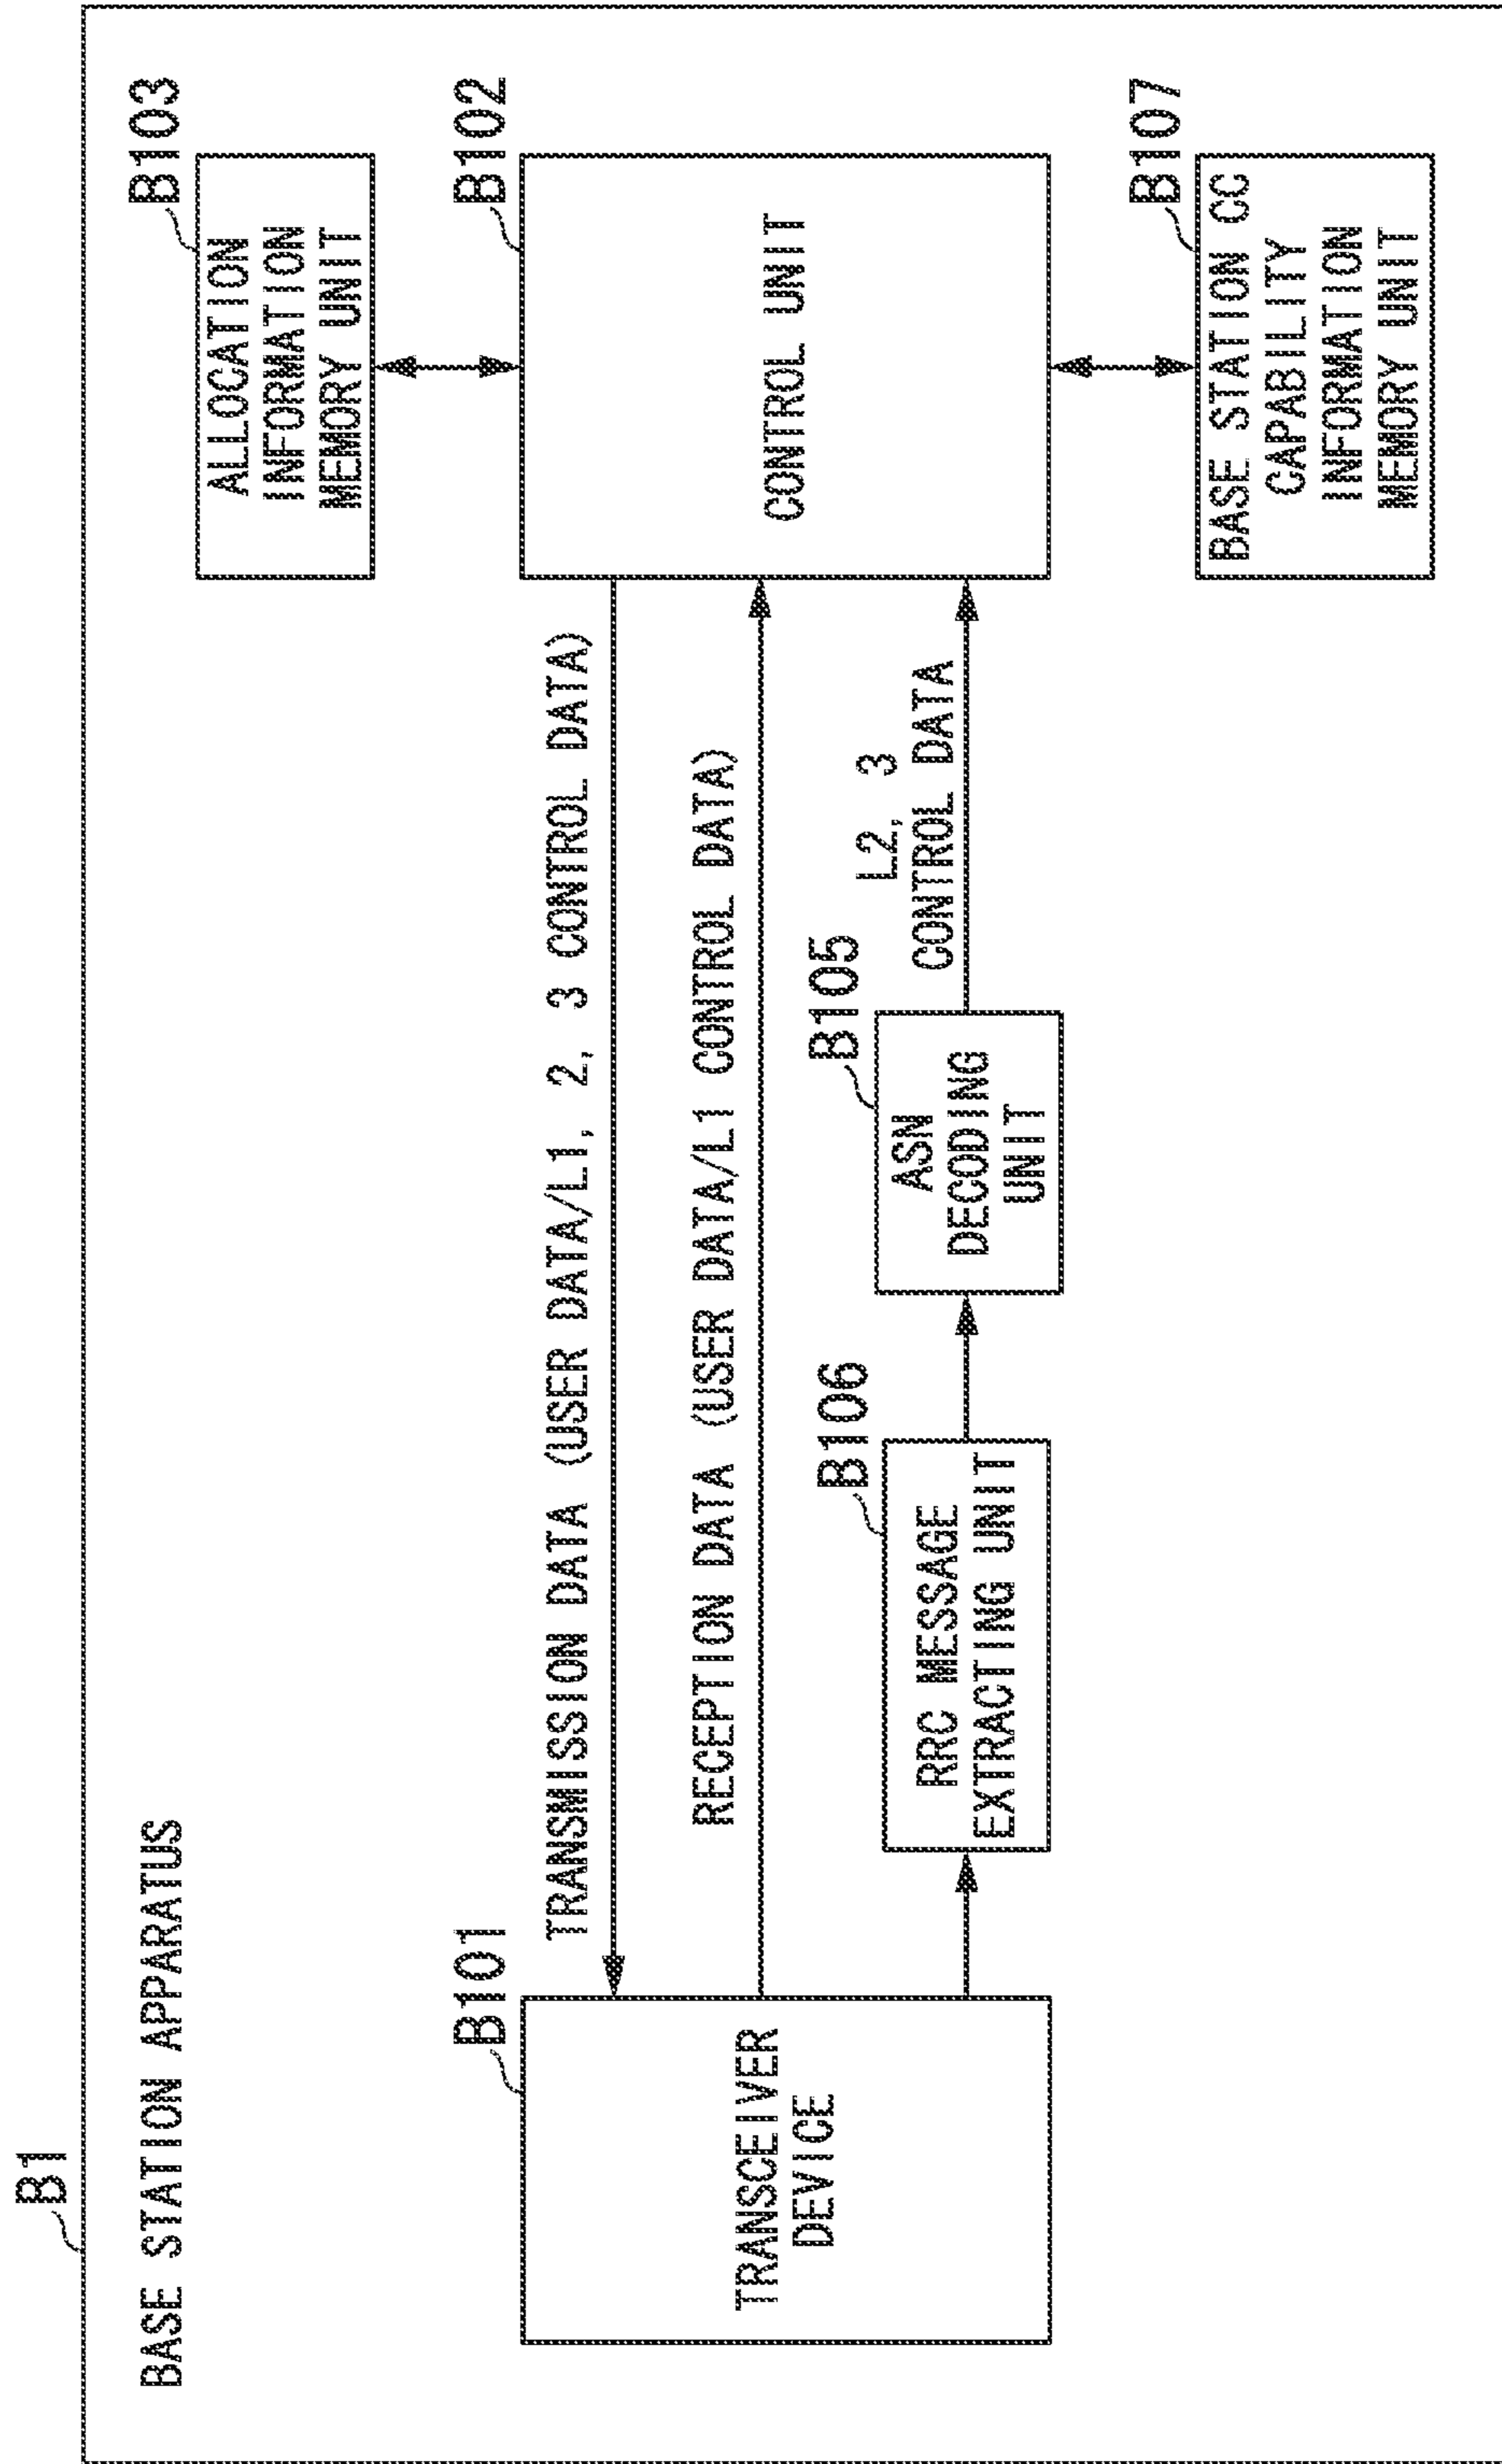 B1
BASE STATION APPARATUS
B103
ALLOCATION
INFORMATION
MEMORY UNIT
B101
TRANSCEIVER
DEVICE
TRANSMISSION DATA (USER DATA/L1, 2, 3 CONTROL DATA)
RECEPTION DATA (USER DATA/L1 CONTROL DATA)
B102
CONTROL UNIT
B106
RRC MESSAGE
EXTRACTING UNIT
B105
ASN
DECODING
UNIT
L2, 3
CONTROL DATA
B107
BASE STATION CC
CAPABILITY
INFORMATION
MEMORY UNIT